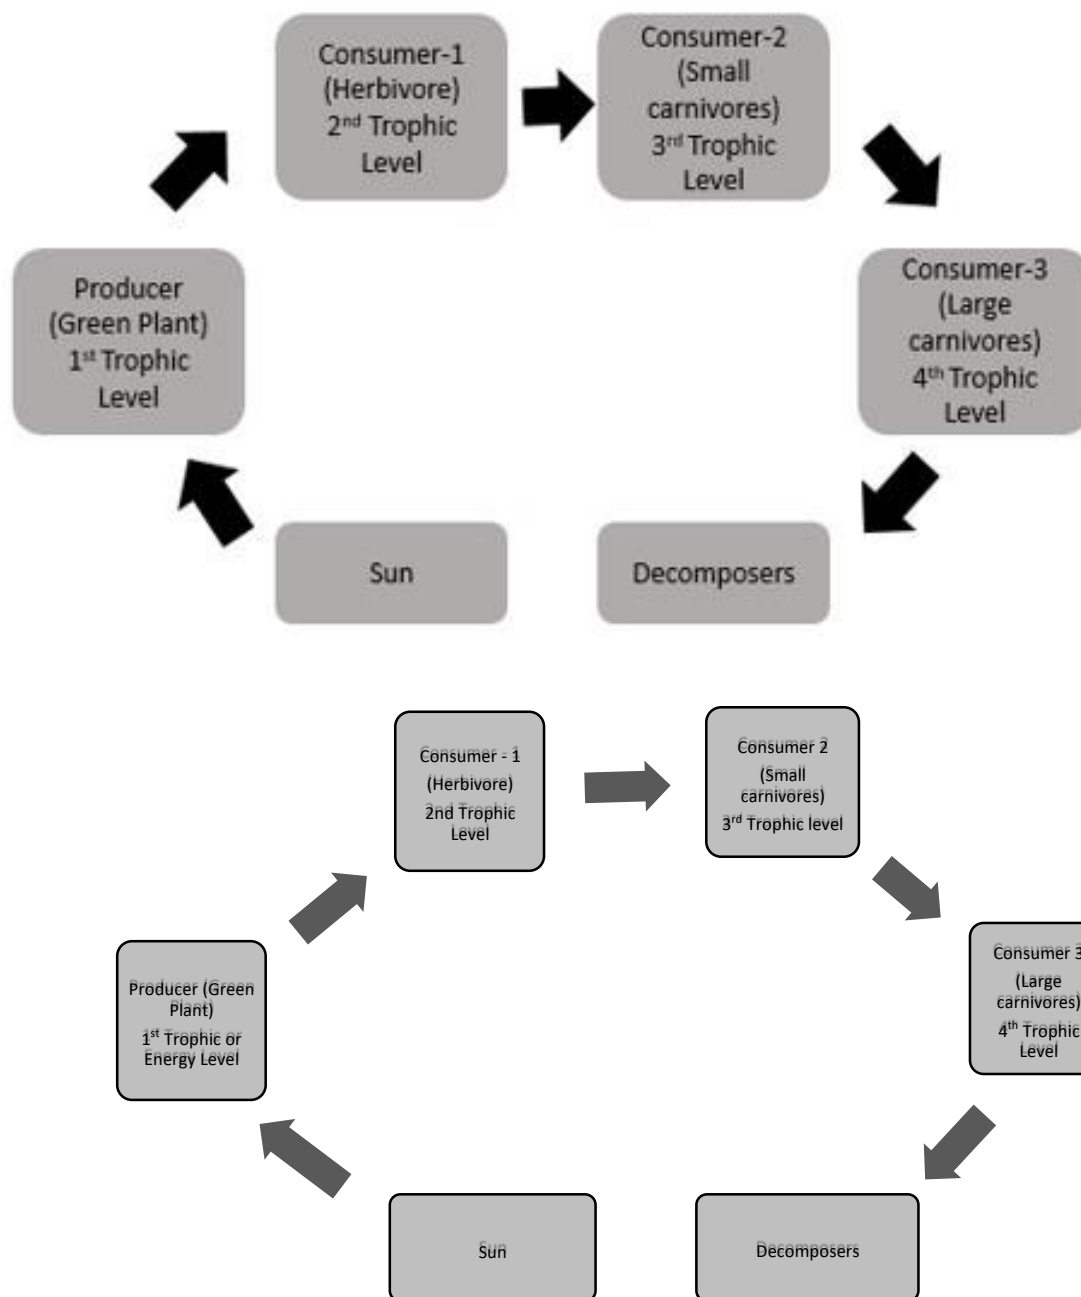 Consumer-1
(Herbivore)
2nd Trophic
Level
Consumer-2
(Small
carnivores)
3rd Trophic
Level
Producer
(Green Plant)
1st Trophic
Level
Consumer-3
(Large
carnivores)
4th Trophic
Level
Sun
Decomposers
Consumer - 1
(Herbivore)
2nd Trophic
Level
Consumer 2
(Small
carnivores)
3rd Trophic level
Producer (Green
Plant)
1st Trophic or
Energy Level
Consumer 3
(Large
carnivores)
4th Trophic
Level
Sun
Decomposers